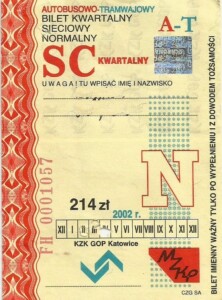 AUTOBUSOWO-TRAMWAJOWY
BILET KWARTALNY
SIECIOWY
NORMALNY
A-T
SC KWARTALNY
UWAGA! TU WPISAĆ IMIĘ I NAZWISKO
N
214 zł
2002 r.
XII I II III IV V VI VII VIII IX X XI XII XIII
KZK GOP Katowice
MZKP
CZG SA
FH 0001057
BILET IMIENNY WAŻNY TYLKO PO WYPEŁNIENIU I Z DOWODEM TOŻSAMOŚCI